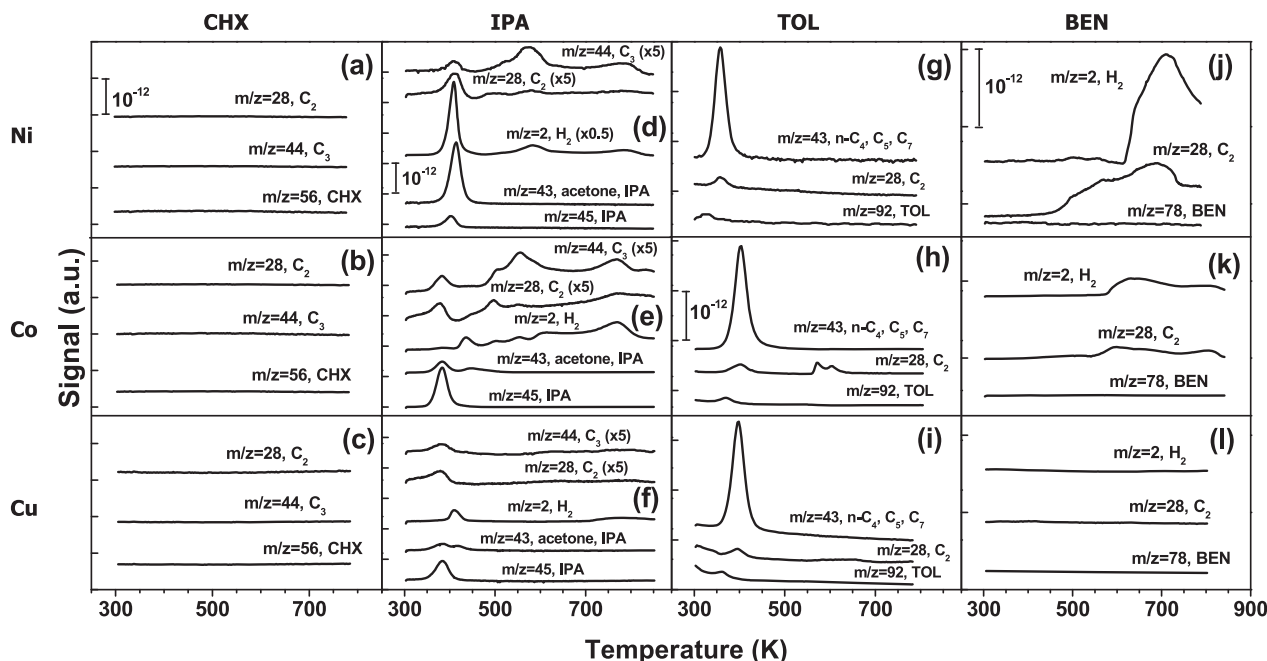 CHX IPA TOL BEN
Signal (a.u.)
Ni
(a)
10⁻¹²
m/z=28, C₂
m/z=44, C₃
m/z=56, CHX
m/z=44, C₃ (x5)
m/z=28, C₂ (x5)
(d)
m/z=2, H₂ (x0.5)
10⁻¹²
m/z=43, acetone, IPA
m/z=45, IPA
(g)
m/z=43, n-C₄, C₅, C₇
m/z=28, C₂
m/z=92, TOL
(j)
10⁻¹²
m/z=2, H₂
m/z=28, C₂
m/z=78, BEN
Co
(b)
m/z=28, C₂
m/z=44, C₃
m/z=56, CHX
m/z=44, C₃ (x5)
m/z=28, C₂ (x5)
(e)
m/z=2, H₂
m/z=43, acetone, IPA
m/z=45, IPA
(h)
10⁻¹²
m/z=43, n-C₄, C₅, C₇
m/z=28, C₂
m/z=92, TOL
(k)
m/z=2, H₂
m/z=28, C₂
m/z=78, BEN
Cu
(c)
m/z=28, C₂
m/z=44, C₃
m/z=56, CHX
m/z=44, C₃ (x5)
m/z=28, C₂ (x5)
(f)
m/z=2, H₂
m/z=43, acetone, IPA
m/z=45, IPA
(i)
m/z=43, n-C₄, C₅, C₇
m/z=28, C₂
m/z=92, TOL
(l)
m/z=2, H₂
m/z=28, C₂
m/z=78, BEN
300 500 700 300 500 700 300 500 700 300 500 700 900
Temperature (K)